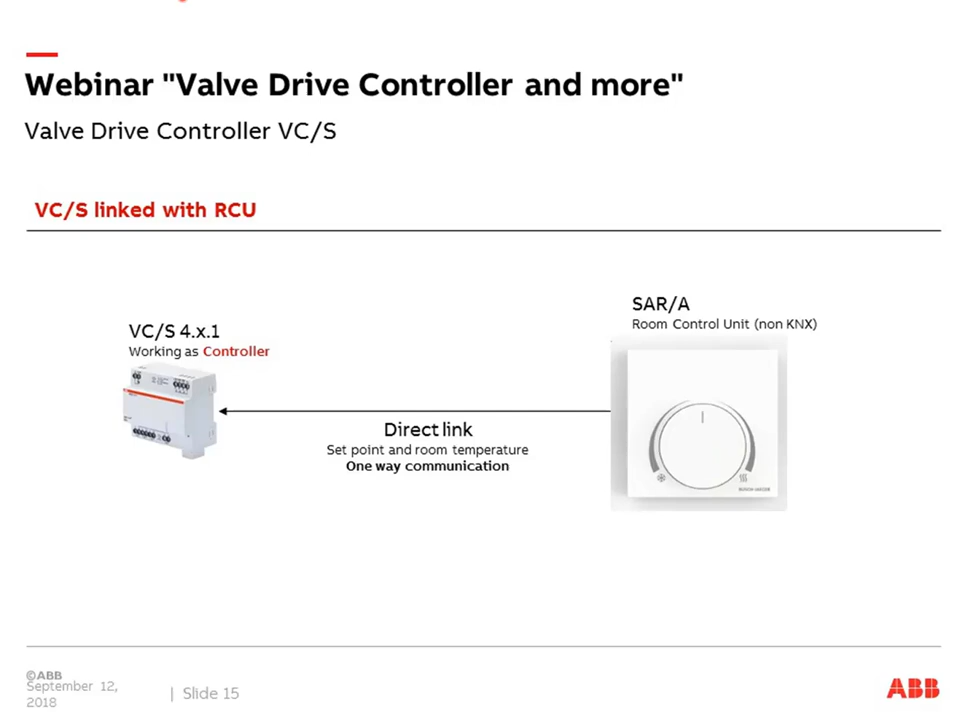 Webinar "Valve Drive Controller and more"
Valve Drive Controller VC/S
VC/S linked with RCU
SAR/A
Room Control Unit (non KNX)
VC/S 4.x.1
Working as Controller
Direct link
Set point and room temperature
One way communication
©ABB
September 12,
2018
| Slide 15
ABB